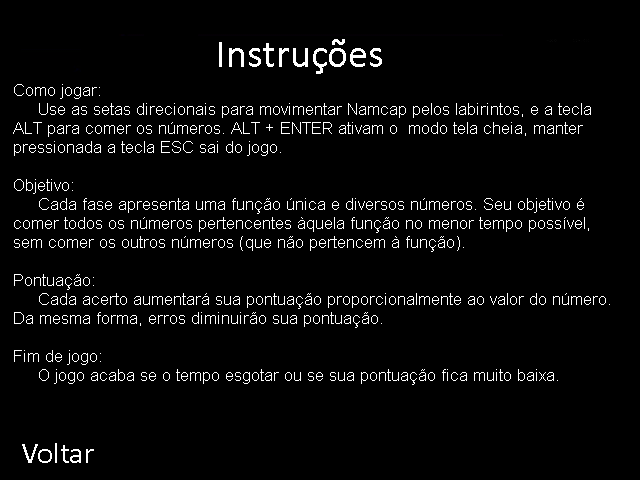 Instruções
Como jogar:
Use as setas direcionais para movimentar Namcap pelos labirintos, e a tecla
ALT para comer os números. ALT + ENTER ativam o modo tela cheia, manter
pressionada a tecla ESC sai do jogo.
Objetivo:
Cada fase apresenta uma função única e diversos números. Seu objetivo é
comer todos os números pertencentes àquela função no menor tempo possível,
sem comer os outros números (que não pertencem à função).
Pontuação:
Cada acerto aumentará sua pontuação proporcionalmente ao valor do número.
Da mesma forma, erros diminuirão sua pontuação.
Fim de jogo:
O jogo acaba se o tempo esgotar ou se sua pontuação fica muito baixa.
Voltar